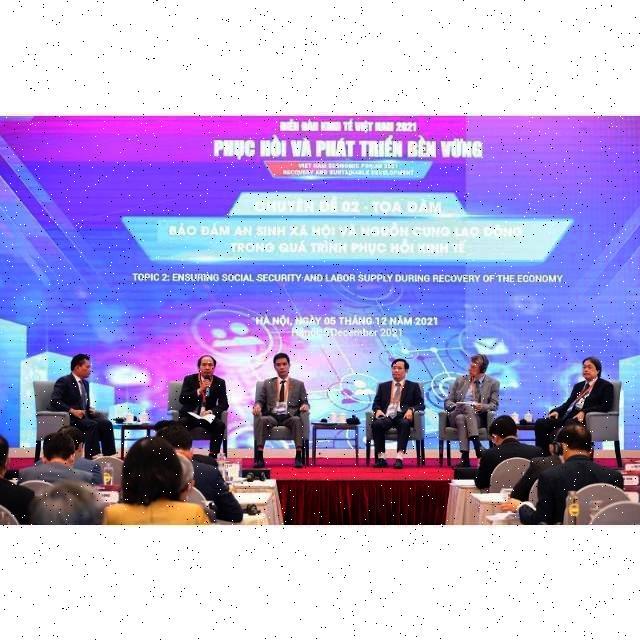 DIỄN ĐÀN KINH TẾ VIỆT NAM 2021
PHỤC HỒI VÀ PHÁT TRIỂN BỀN VỮNG
VIET NAM ECONOMIC FORUM 2021
RECOVERY AND SUSTAINABLE DEVELOPMENT
CHUYÊN ĐỀ 02 - TỌA ĐÀM
BẢO ĐẢM AN SINH XÃ HỘI VÀ NGUỒN CUNG LAO ĐỘNG
TRONG QUÁ TRÌNH PHỤC HỒI KINH TẾ
TOPIC 2: ENSURING SOCIAL SECURITY AND LABOR SUPPLY DURING RECOVERY OF THE ECONOMY
HÀ NỘI, NGÀY 05 THÁNG 12 NĂM 2021
December 2021